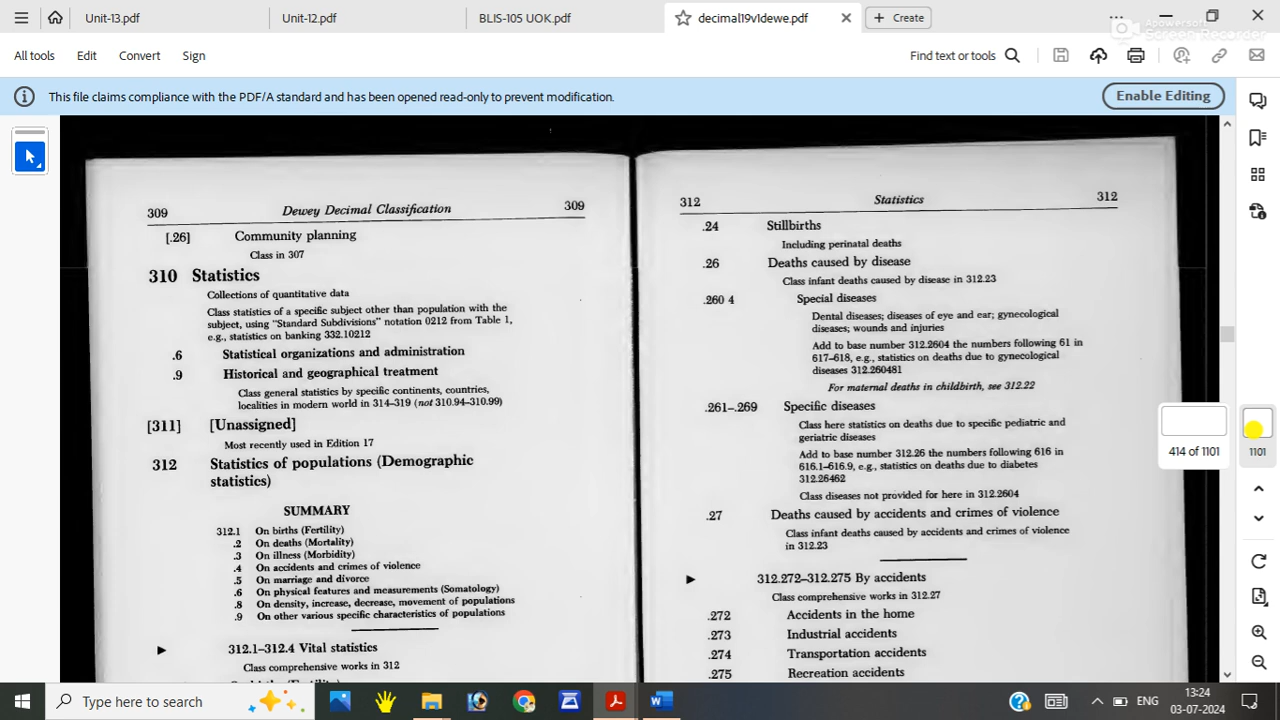 Unit-13.pdf
Unit-12.pdf
BLIS-105 UOK.pdf
decimal19v1dewe.pdf
Create
Apowersoft
Screen Recorder
All tools
Edit
Convert
Sign
Find text or tools
This file claims compliance with the PDF/A standard and has been opened read-only to prevent modification.
Enable Editing
309 Dewey Decimal Classification 309
[.26] Community planning
Class in 307
310 Statistics
Collections of quantitative data
Class statistics of a specific subject other than population with the
subject, using "Standard Subdivisions" notation 0212 from Table 1,
e.g., statistics on banking 332.10212
.6 Statistical organizations and administration
.9 Historical and geographical treatment
Class general statistics by specific continents, countries,
localities in modern world in 314–319 (not 310.94–310.99)
[311] [Unassigned]
Most recently used in Edition 17
312 Statistics of populations (Demographic
statistics)
SUMMARY
312.1 On births (Fertility)
.2 On deaths (Mortality)
.3 On illness (Morbidity)
.4 On accidents and crimes of violence
.5 On marriage and divorce
.6 On physical features and measurements (Somatology)
.8 On density, increase, decrease, movement of populations
.9 On other various specific characteristics of populations
312.1–312.4 Vital statistics
Class comprehensive works in 312
312 Statistics 312
.24 Stillbirths
Including perinatal deaths
.26 Deaths caused by disease
Class infant deaths caused by disease in 312.23
.260 4 Special diseases
Dental diseases; diseases of eye and ear; gynecological
diseases; wounds and injuries
Add to base number 312.2604 the numbers following 61 in
617–618, e.g., statistics on deaths due to gynecological
diseases 312.260481
For maternal deaths in childbirth, see 312.22
.261–.269 Specific diseases
Class here statistics on deaths due to specific pediatric and
geriatric diseases
Add to base number 312.26 the numbers following 616 in
616.1–616.9, e.g., statistics on deaths due to diabetes
312.26462
Class diseases not provided for here in 312.2604
.27 Deaths caused by accidents and crimes of violence
Class infant deaths caused by accidents and crimes of violence
in 312.23
312.272–312.275 By accidents
Class comprehensive works in 312.27
.272 Accidents in the home
.273 Industrial accidents
.274 Transportation accidents
.275 Recreation accidents
414 of 1101
1101
Type here to search
ENG
13:24
03-07-2024